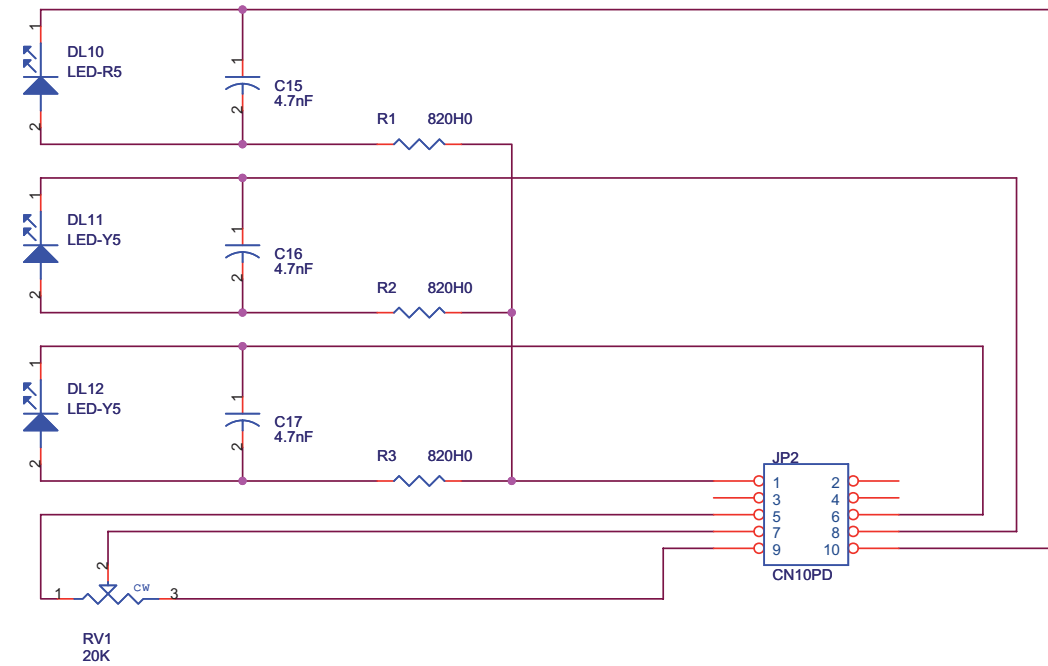 1
DL10
LED-R5
2
1
C15
4.7nF
2
R1 820H0
1
DL11
LED-Y5
2
1
C16
4.7nF
2
R2 820H0
1
DL12
LED-Y5
2
1
C17
4.7nF
2
R3 820H0
JP2
1 2
3 4
5 6
7 8
9 10
CN10PD
2
1 CW 3
RV1
20K